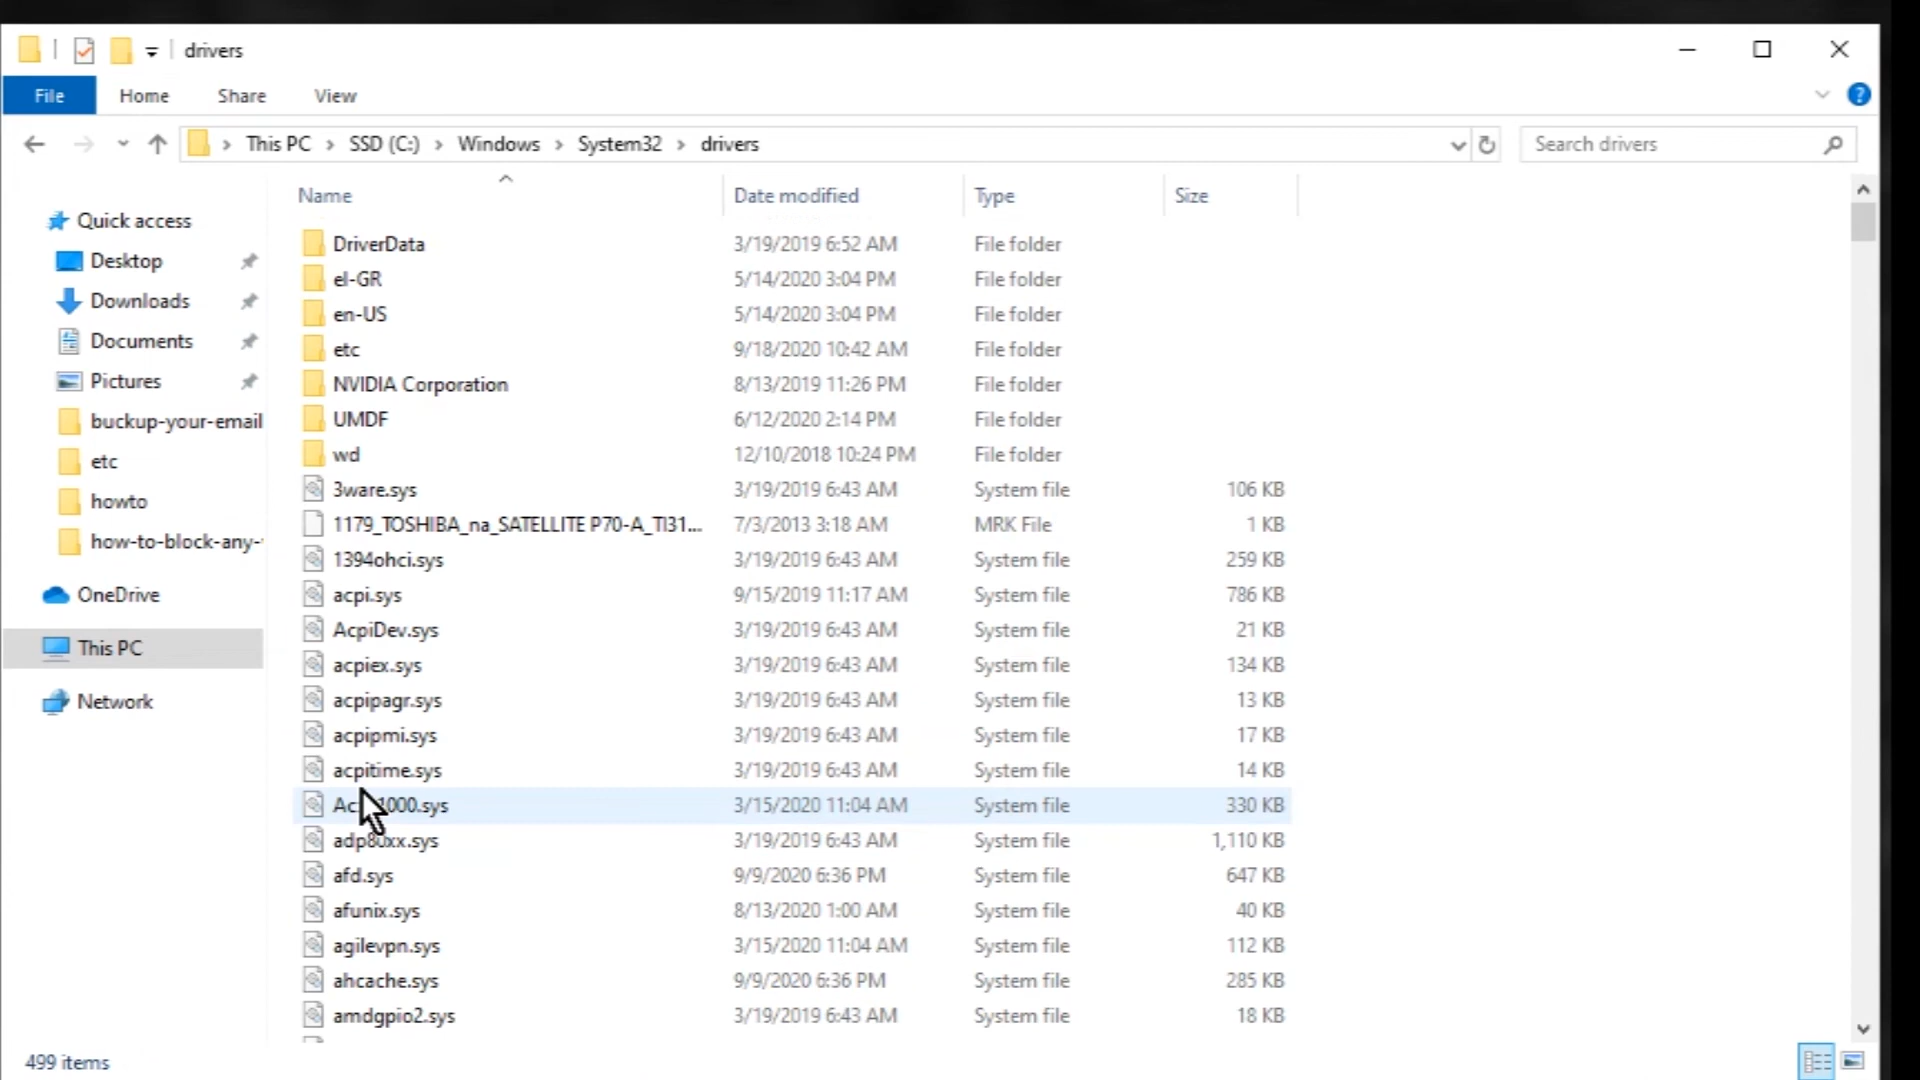 drivers
File Home Share View
This PC > SSD (C:) > Windows > System32 > drivers
Search drivers
Name Date modified Type Size
Quick access
Desktop
Downloads
Documents
Pictures
buckup-your-email
etc
howto
how-to-block-any-
OneDrive
This PC
Network
DriverData 3/19/2019 6:52 AM File folder
el-GR 5/14/2020 3:04 PM File folder
en-US 5/14/2020 3:04 PM File folder
etc 9/18/2020 10:42 AM File folder
NVIDIA Corporation 8/13/2019 11:26 PM File folder
UMDF 6/12/2020 2:14 PM File folder
wd 12/10/2018 10:24 PM File folder
3ware.sys 3/19/2019 6:43 AM System file 106 KB
1179_TOSHIBA_na_SATELLITE P70-A_TI31... 7/3/2013 3:18 AM MRK File 1 KB
1394ohci.sys 3/19/2019 6:43 AM System file 259 KB
acpi.sys 9/15/2019 11:17 AM System file 786 KB
AcpiDev.sys 3/19/2019 6:43 AM System file 21 KB
acpiex.sys 3/19/2019 6:43 AM System file 134 KB
acpipagr.sys 3/19/2019 6:43 AM System file 13 KB
acpipmi.sys 3/19/2019 6:43 AM System file 17 KB
acpitime.sys 3/19/2019 6:43 AM System file 14 KB
3/15/2020 11:04 AM System file 330 KB
adp80xx.sys 3/19/2019 6:43 AM System file 1,110 KB
afd.sys 9/9/2020 6:36 PM System file 647 KB
afunix.sys 8/13/2020 1:00 AM System file 40 KB
agilevpn.sys 3/15/2020 11:04 AM System file 112 KB
ahcache.sys 9/9/2020 6:36 PM System file 285 KB
amdgpio2.sys 3/19/2019 6:43 AM System file 18 KB
499 items